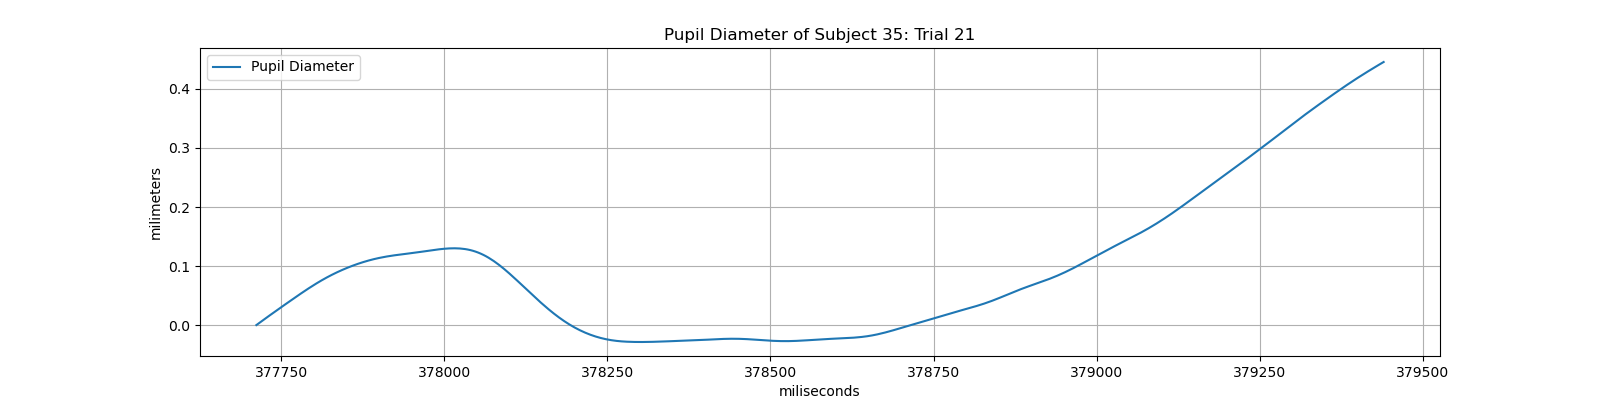 Pupil Diameter of Subject 35: Trial 21
Pupil Diameter
0.4
0.3
0.2
0.1
0.0
milimeters
377750 378000 378250 378500 378750 379000 379250 379500
miliseconds